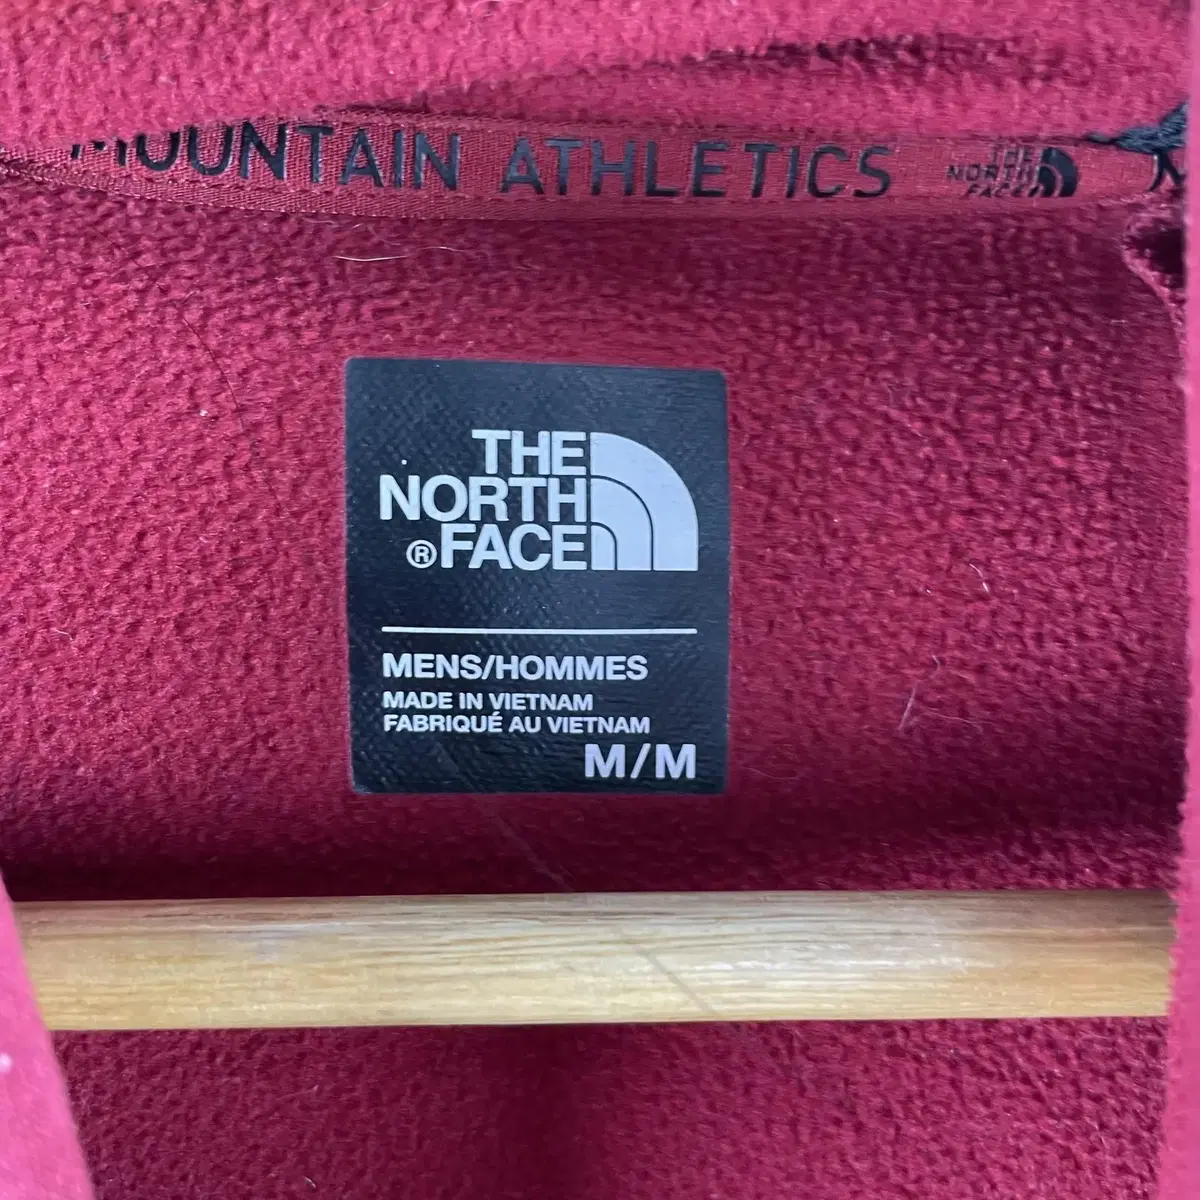 MOUNTAIN ATHLETICS THE
NORTH
FACE
THE
NORTH
® FACE
MENS/HOMMES
MADE IN VIETNAM
FABRIQUÉ AU VIETNAM
M/M